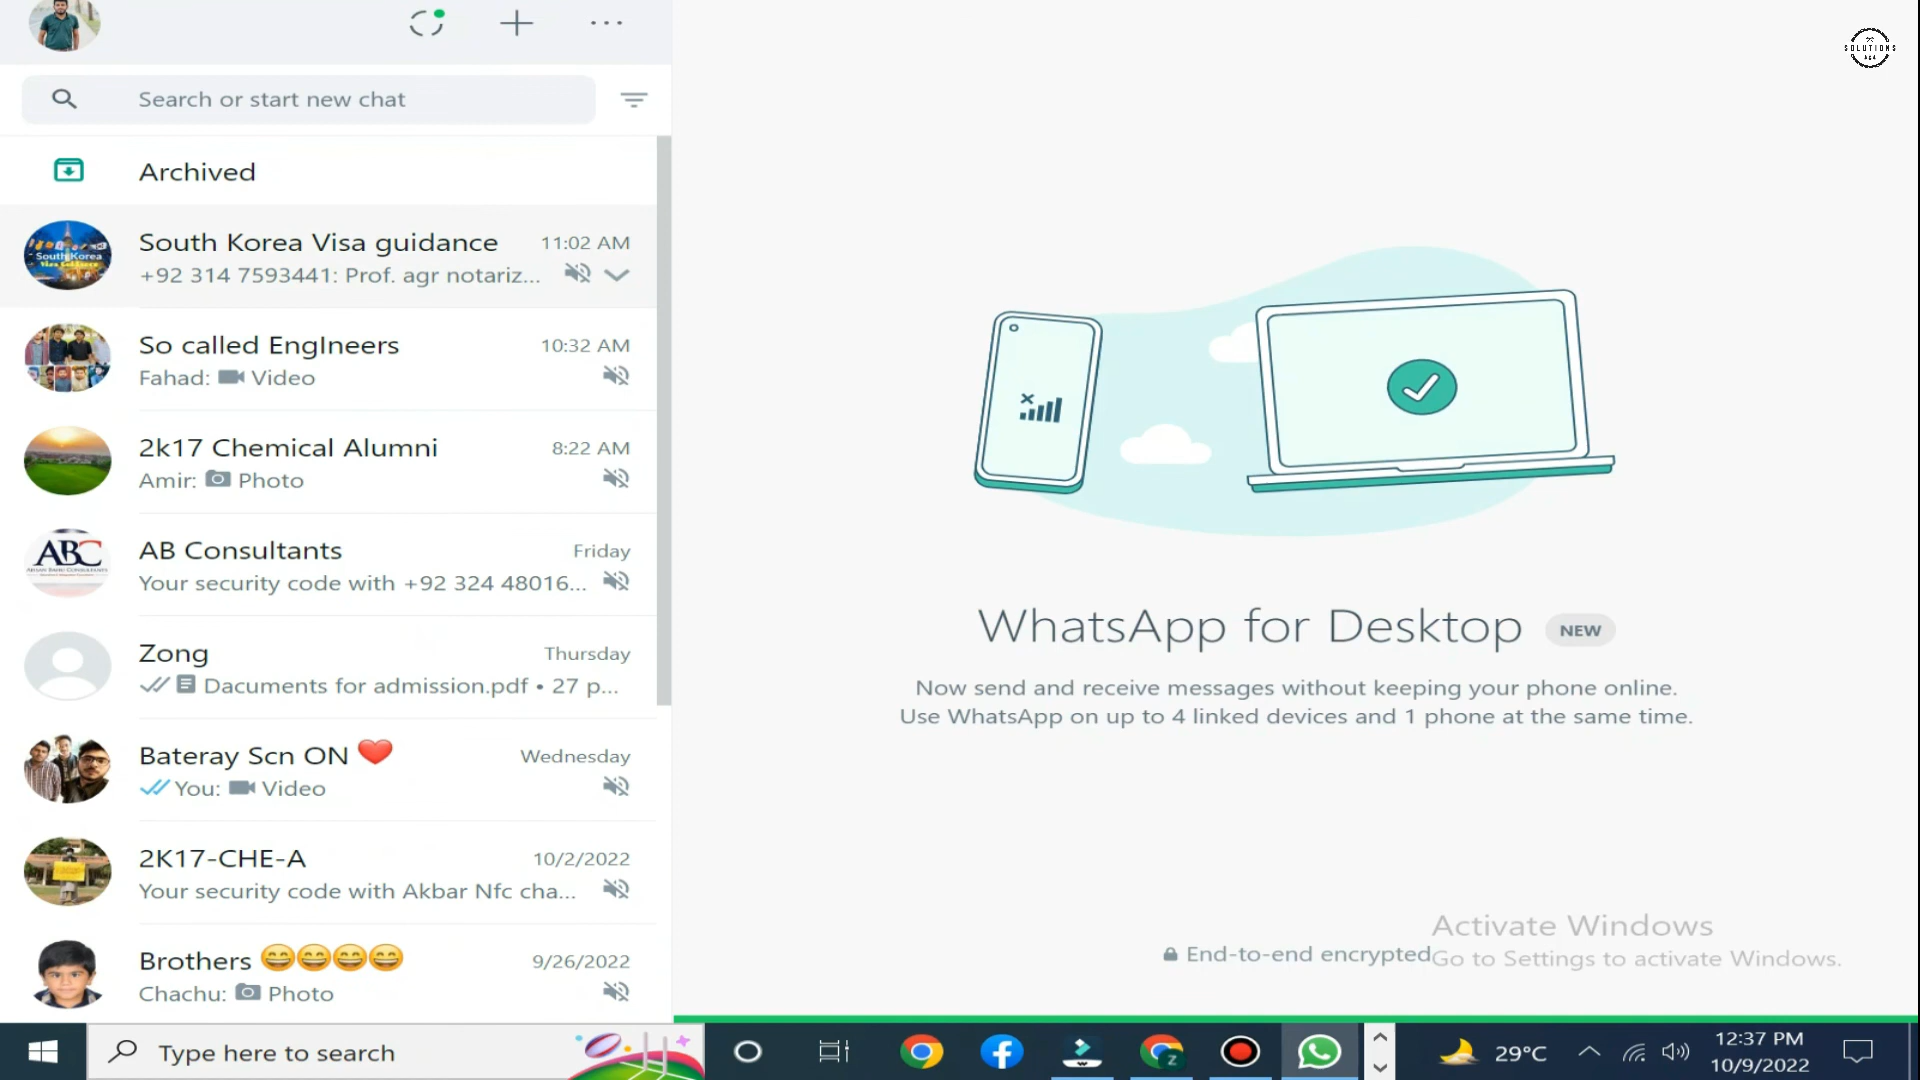 SOLUTIONS
Search or start new chat
Archived
South Korea
South Korea Visa guidance 11:02 AM
+92 314 7593441: Prof. agr notariz...
So called EngIneers 10:32 AM
Fahad: Video
2k17 Chemical Alumni 8:22 AM
Amir: Photo
ABC
AB Consultants Friday
Your security code with +92 324 48016...
Zong Thursday
Dacuments for admission.pdf • 27 p...
Bateray Scn ON ❤️ Wednesday
You: Video
2K17-CHE-A 10/2/2022
Your security code with Akbar Nfc cha...
Brothers 😄😄😄😄 9/26/2022
Chachu: Photo
WhatsApp for Desktop NEW
Now send and receive messages without keeping your phone online.
Use WhatsApp on up to 4 linked devices and 1 phone at the same time.
End-to-end encrypted
Activate Windows
Go to Settings to activate Windows.
Type here to search
Z
29°C
12:37 PM
10/9/2022